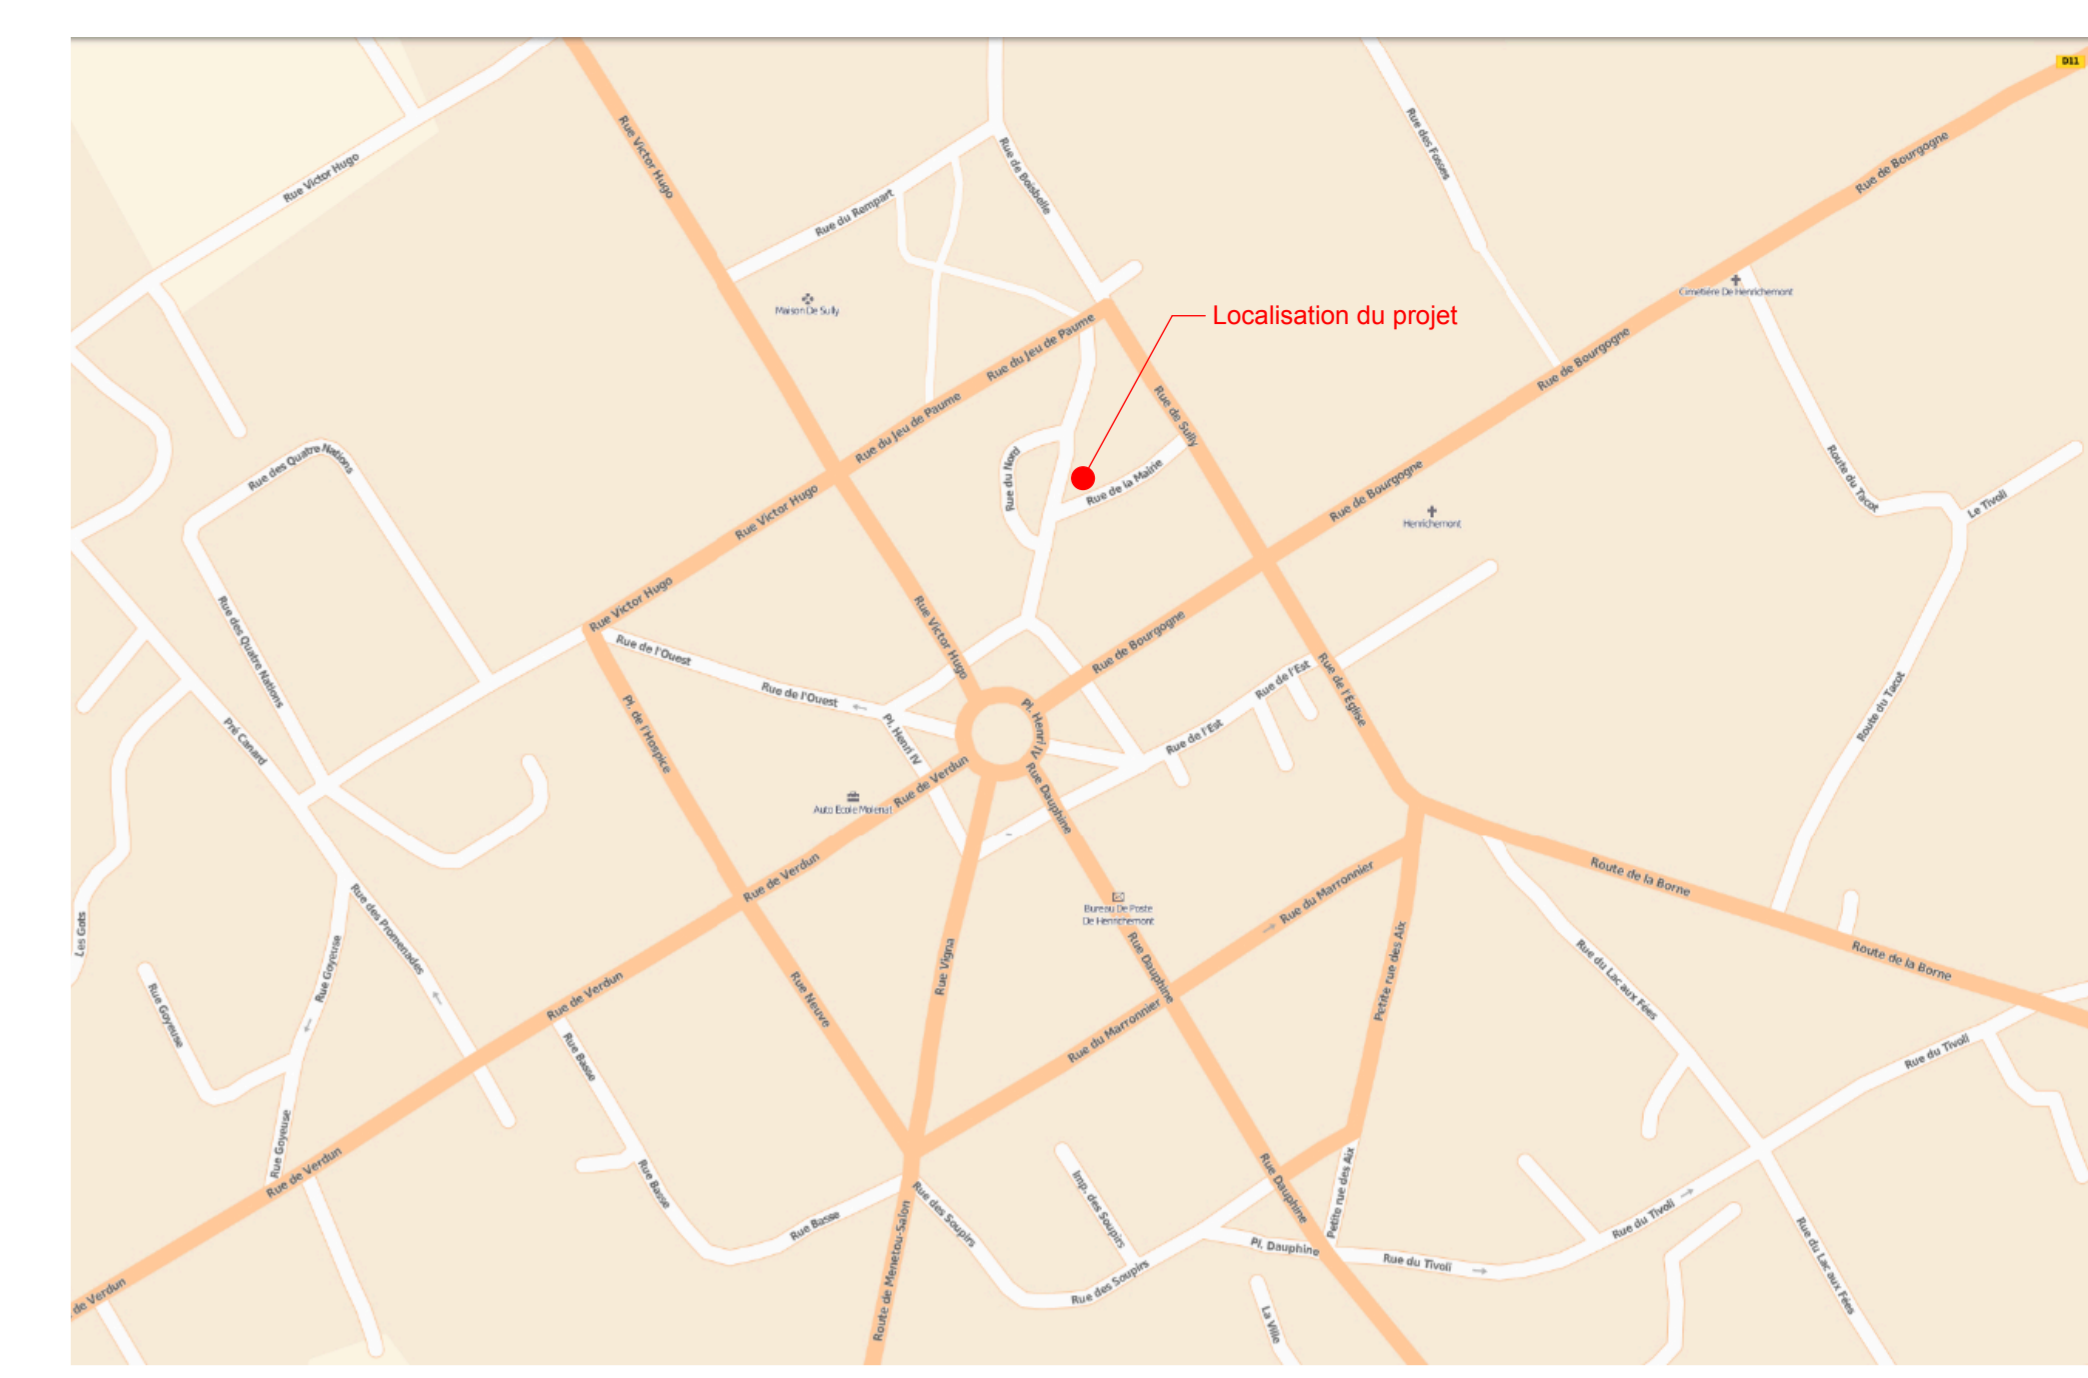 D11
Rue Victor Hugo
Rue des Fosses
Rue de Bourgogne
Rue Victor Hugo
Rue de Boisbelle
Rue du Rempart
Cimetière De Henrichemont
Maison De Sully
Localisation du projet
Rue du Jeu de Paume
Rue de Bourgogne
Rue de Sully
Rue du Jeu de Paume
Rue des Quatre Nations
Rue du Nord
Rue de la Mairie
Rue de Bourgogne
Route du Tacot
Le Tivoli
Rue Victor Hugo
Henrichemont
Rue Victor Hugo
Rue des Quatre Nations
Rue Victor Hugo
Rue de l'Ouest
Rue de Bourgogne
Rue de l'Est
Rue de l'Église
Rue de l'Ouest
Pl. de l'Hospice
Pl. Henri IV
Pl. Henri IV
Rue de l'Est
Route du Tacot
Pré Canard
Rue de Verdun
Rue Dauphine
Auto Ecole Molenat
Rue de Verdun
Route de la Borne
Rue du Marronnier
Bureau De Poste
De Henrichemont
Les Gots
Rue des Promenades
Rue Goyeuse
Rue Vigna
Rue Dauphine
Petite rue des Aix
Rue du Lac aux Fées
Route de la Borne
Rue Goyeuse
Rue de Verdun
Rue Neuve
Rue du Marronnier
Rue du Tivoli
Rue Basse
Rue Goyeuse
Rue de Verdun
Rue Basse
Rue Basse
Rue des Soupirs
Imp. des Soupirs
Rue Dauphine
Petite rue des Aix
Rue du Tivoli
Route de Menetou-Salon
Pl. Dauphine
Rue du Tivoli
Rue des Soupirs
Rue du Lac aux Fées
de Verdun
La Ville